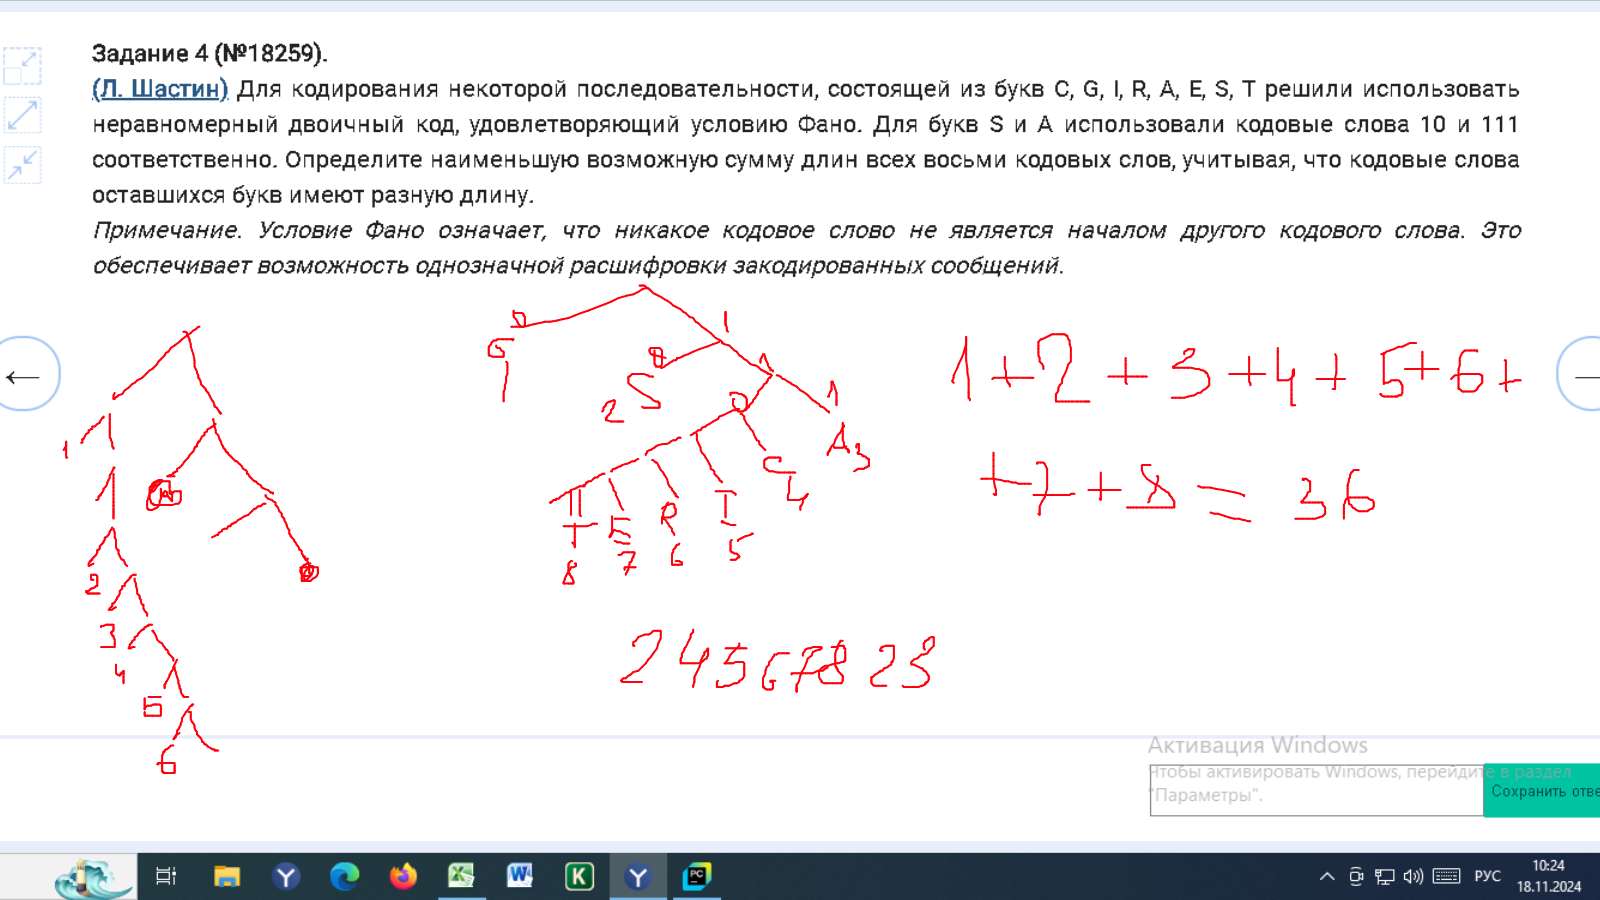 Задание 4 (№18259).
(Л. Шастин) Для кодирования некоторой последовательности, состоящей из букв C, G, I, R, A, E, S, T решили использовать
неравномерный двоичный код, удовлетворяющий условию Фано. Для букв S и A использовали кодовые слова 10 и 111
соответственно. Определите наименьшую возможную сумму длин всех восьми кодовых слов, учитывая, что кодовые слова
оставшихся букв имеют разную длину.
Примечание. Условие Фано означает, что никакое кодовое слово не является началом другого кодового слова. Это
обеспечивает возможность однозначной расшифровки закодированных сообщений.
0 1
G 0 1 1
1 S 0
2 A 3
C
4
T E R I
8 7 6 5
1
2
3
4
5
6
1+2+3+4+5+6+
+7+8=36
2 4 5 6 7 8 2 3
Активация Windows
Чтобы активировать Windows, перейдите в раздел
"Параметры".
Сохранить отве
РУС
10:24
18.11.2024